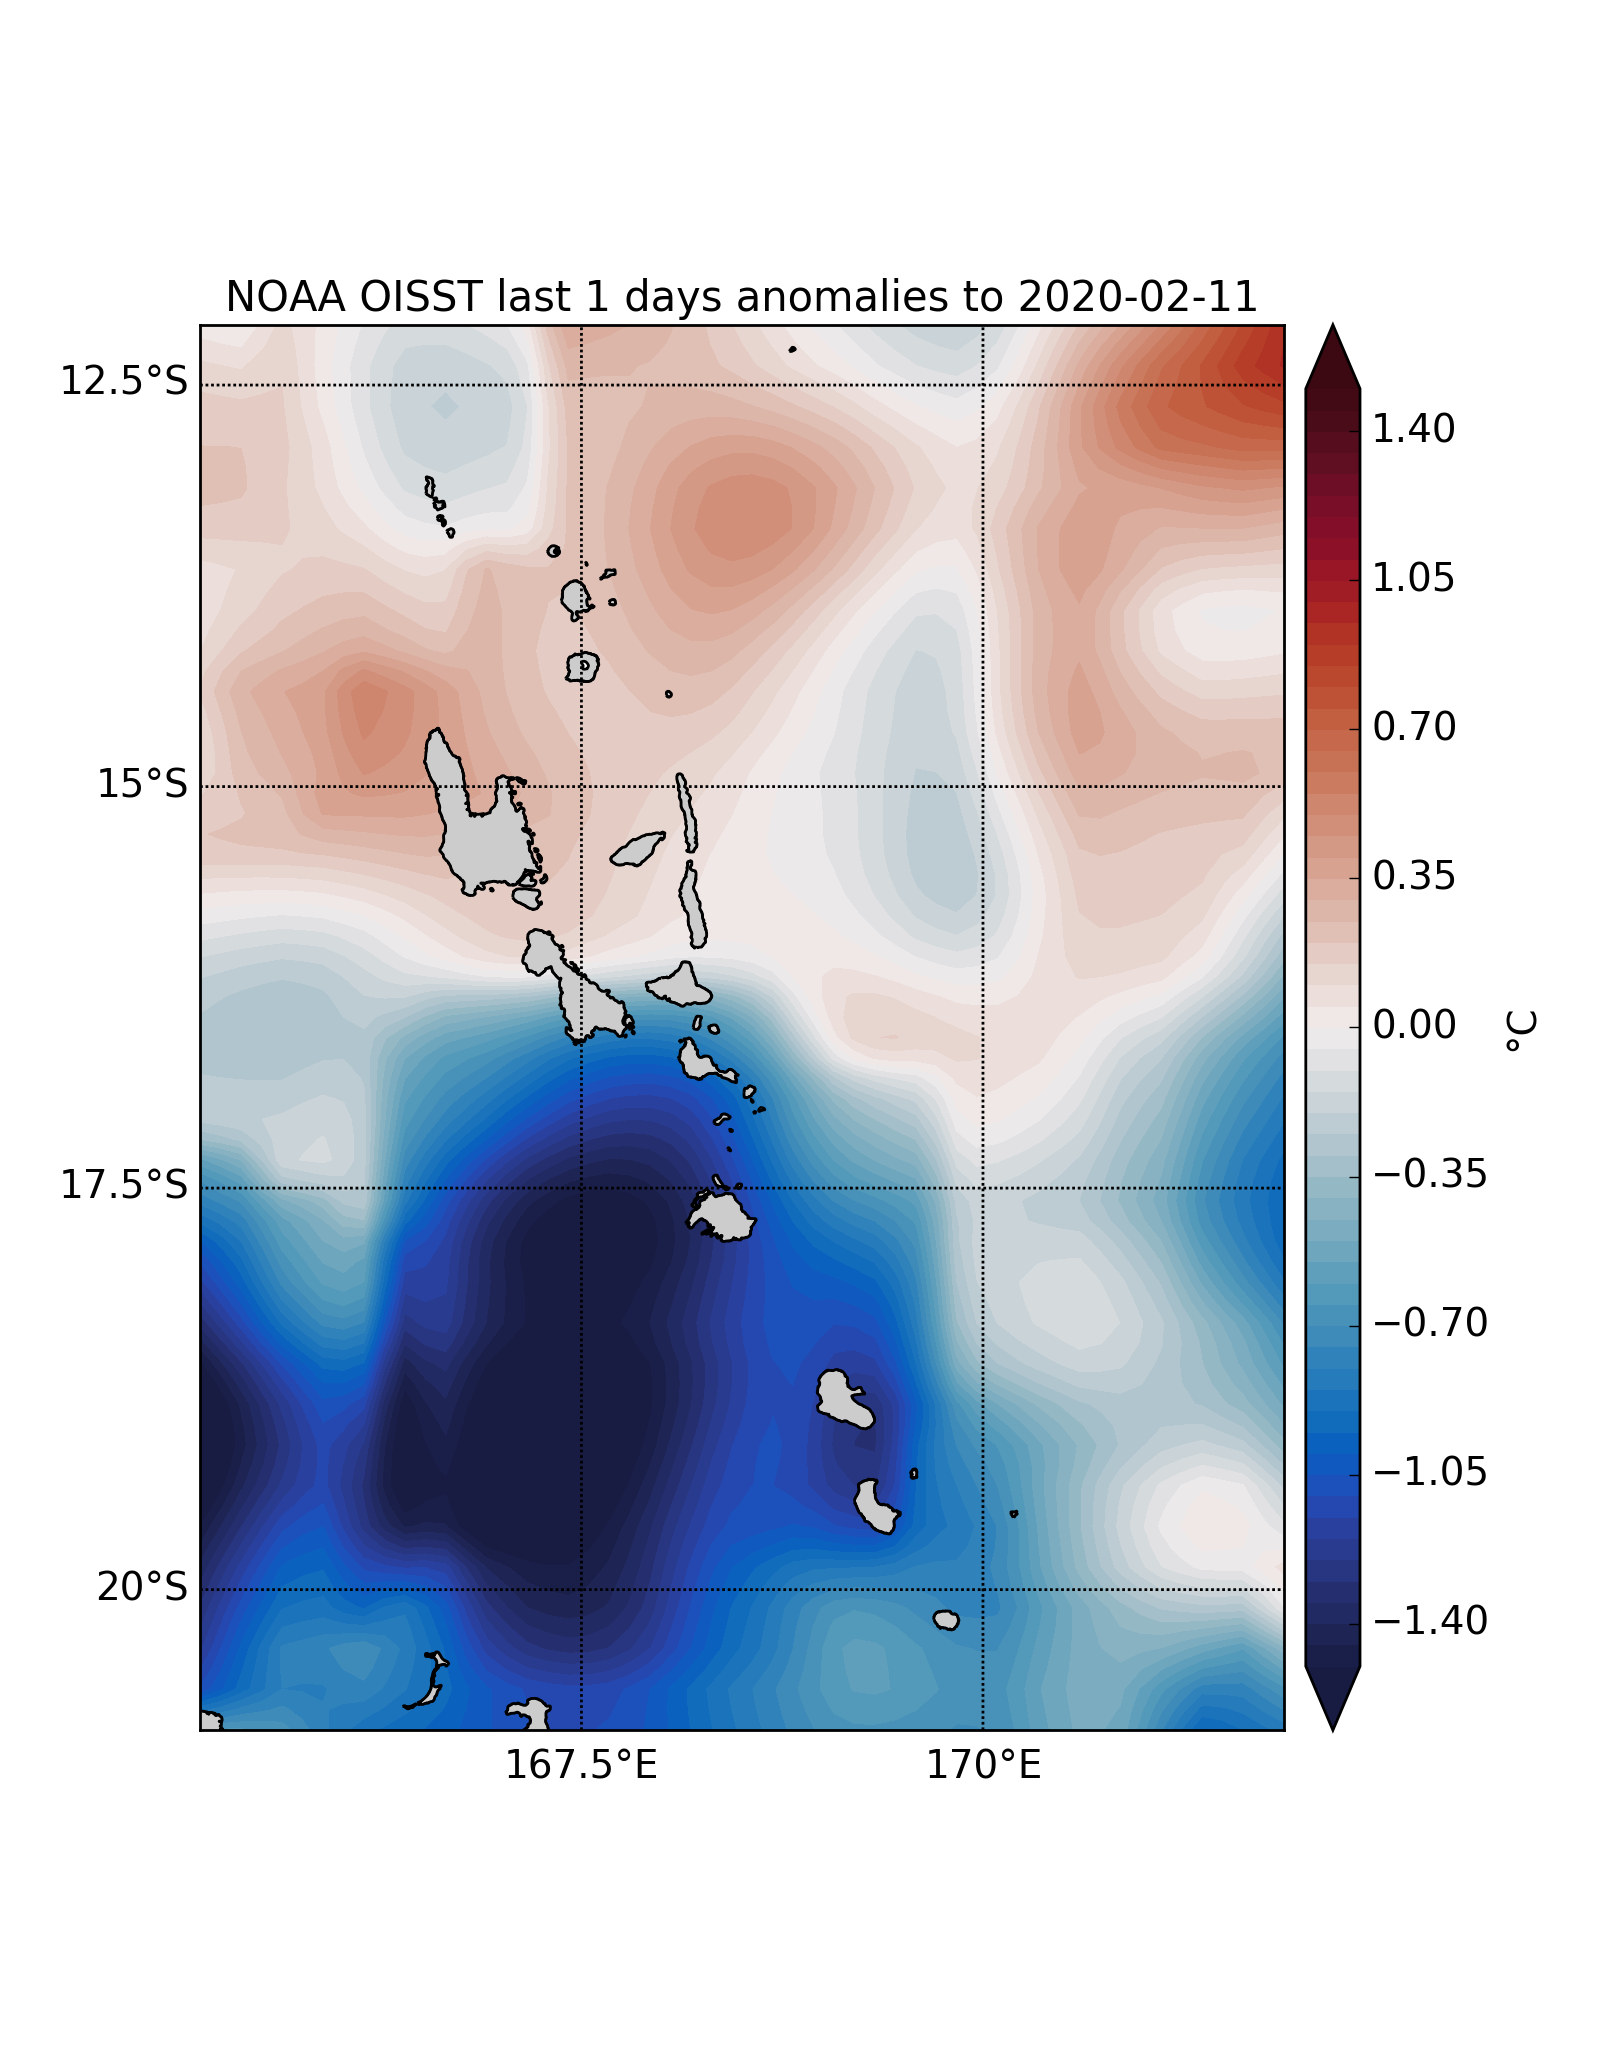 NOAA OISST last 1 days anomalies to 2020-02-11
12.5°S
15°S
17.5°S
20°S
167.5°E
170°E
1.40
1.05
0.70
0.35
0.00
−0.35
−0.70
−1.05
−1.40
°C